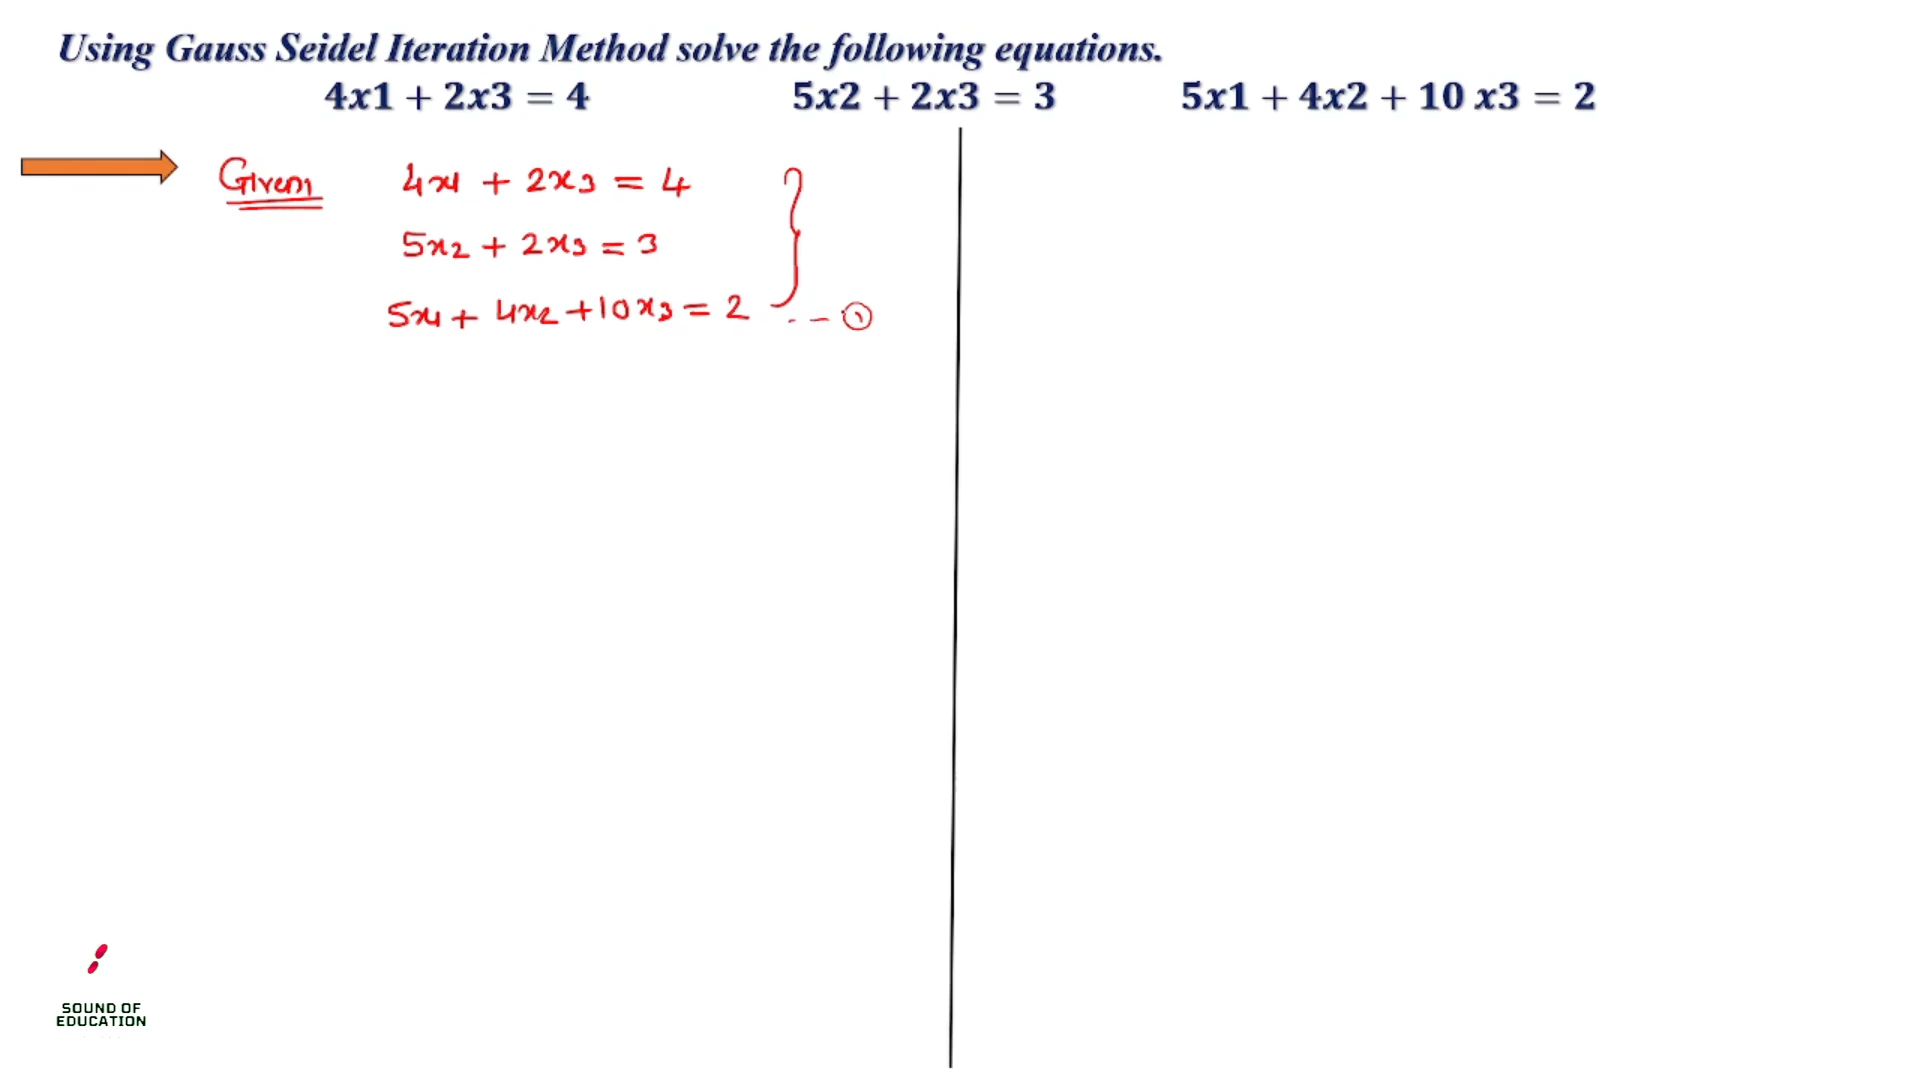 Using Gauss Seidel Iteration Method solve the following equations.
4x1 + 2x3 = 4 5x2 + 2x3 = 3 5x1 + 4x2 + 10 x3 = 2
Given 4x1 + 2x3 = 4
5x2 + 2x3 = 3
5x1 + 4x2 + 10x3 = 2 --- ①
SOUND OF
EDUCATION